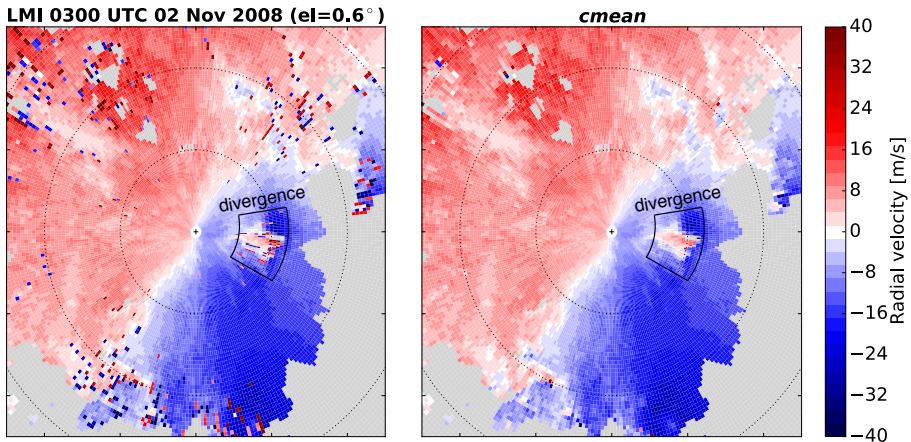 LMI 0300 UTC 02 Nov 2008 (el=0.6°)
cmean
divergence
divergence
40
32
24
16
8
0
−8
−16
−24
−32
−40
Radial velocity [m/s]